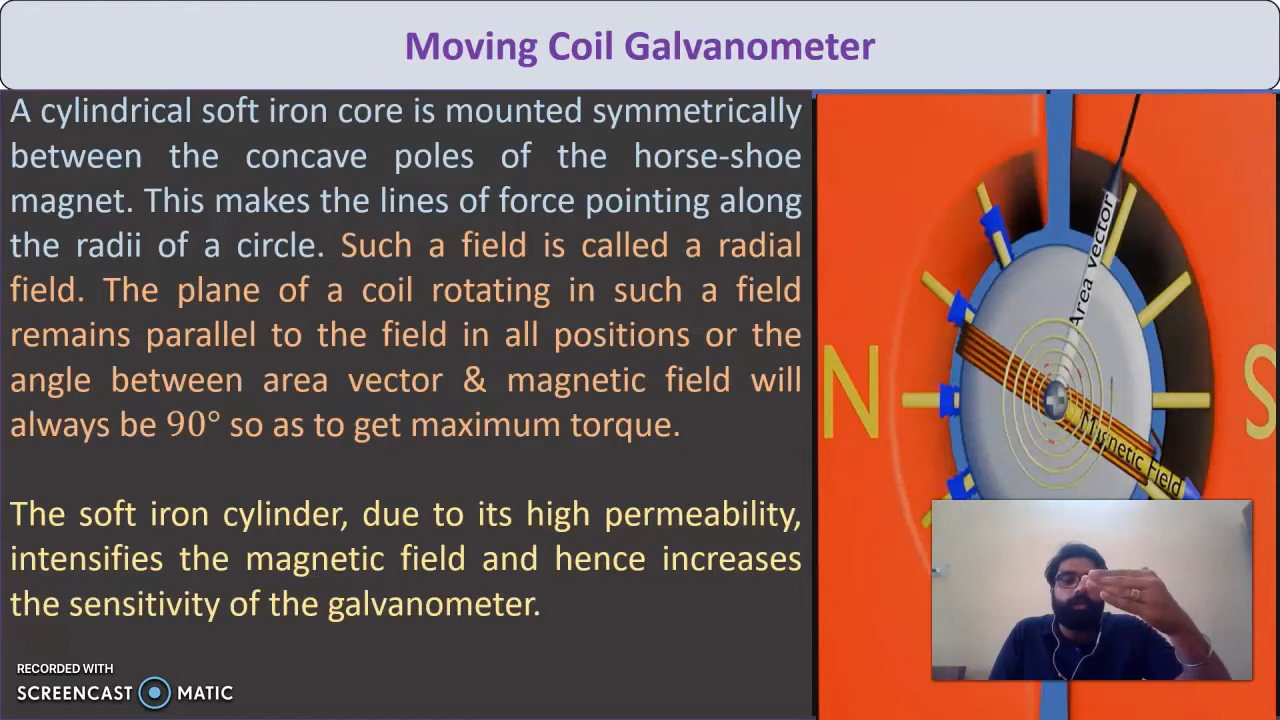 Moving Coil Galvanometer
A cylindrical soft iron core is mounted symmetrically
between the concave poles of the horse-shoe
magnet. This makes the lines of force pointing along
the radii of a circle. Such a field is called a radial
field. The plane of a coil rotating in such a field
remains parallel to the field in all positions or the
angle between area vector & magnetic field will
always be 90° so as to get maximum torque.
The soft iron cylinder, due to its high permeability,
intensifies the magnetic field and hence increases
the sensitivity of the galvanometer.
Area vector
N
S
Magnetic Field
RECORDED WITH
SCREENCAST MATIC